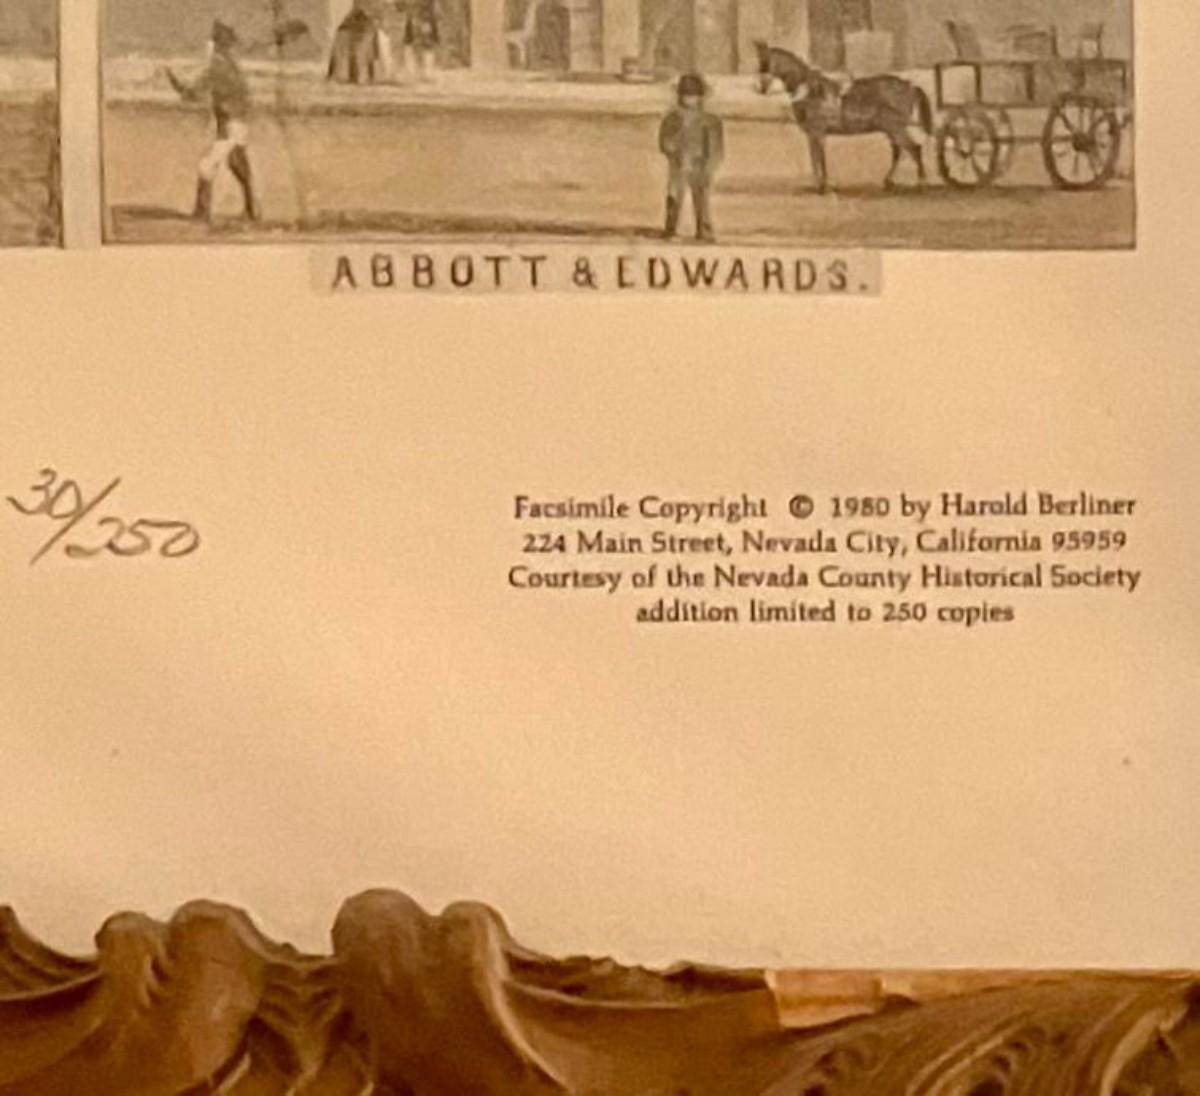 ABBOTT & EDWARDS.
30/250
Facsimile Copyright © 1980 by Harold Berliner
224 Main Street, Nevada City, California 95959
Courtesy of the Nevada County Historical Society
addition limited to 250 copies